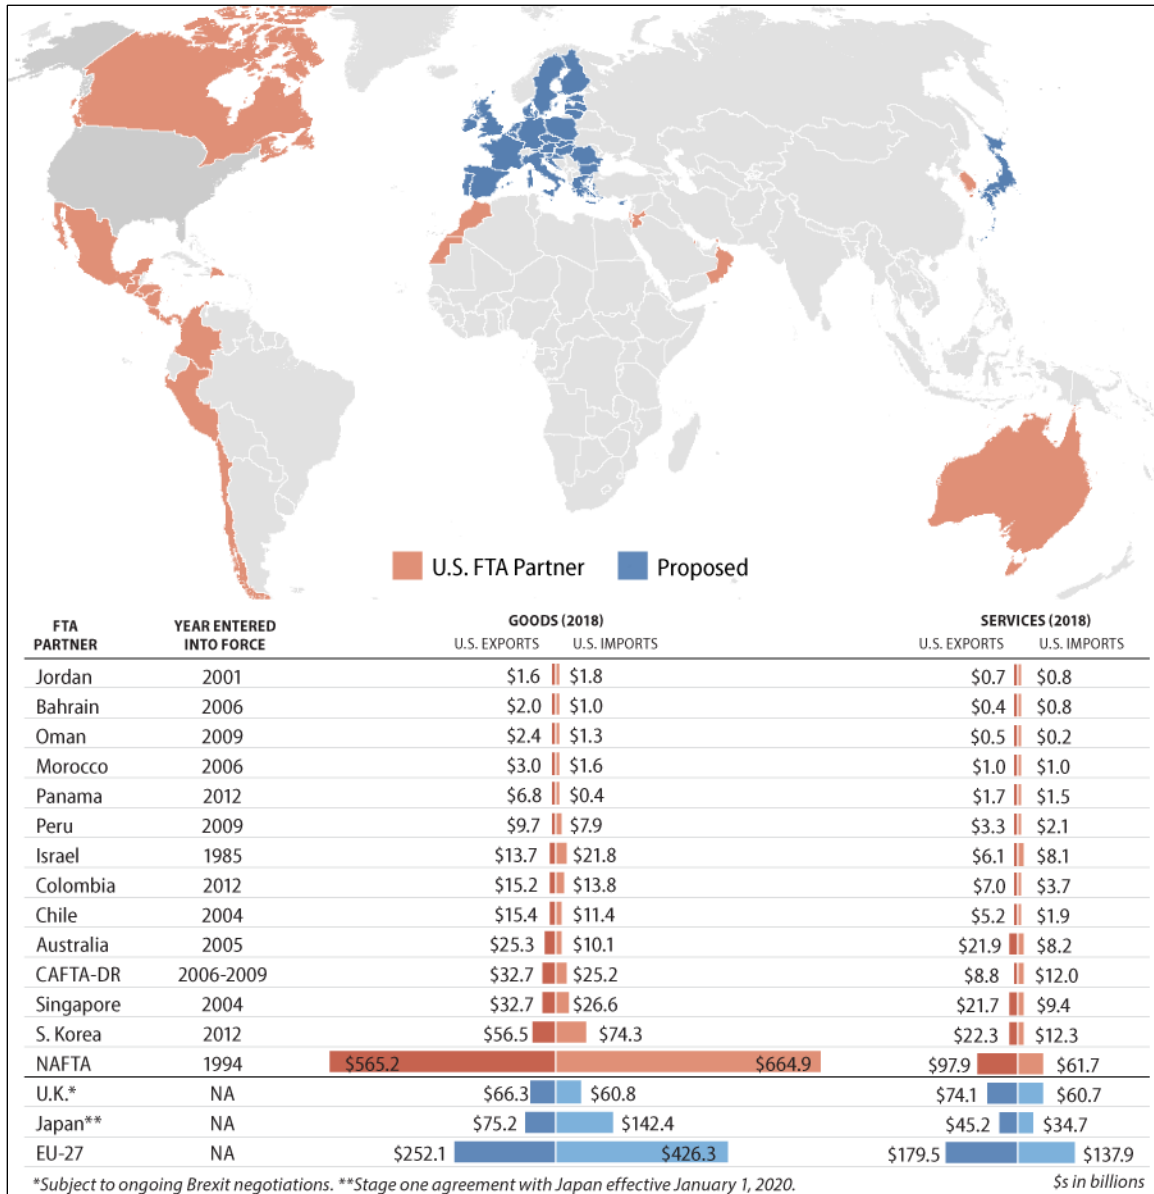 U.S. FTA Partner
Proposed
FTA PARTNER YEAR ENTERED INTO FORCE GOODS (2018) U.S. EXPORTS U.S. IMPORTS SERVICES (2018) U.S. EXPORTS U.S. IMPORTS
Jordan 2001 $1.6 $1.8 $0.7 $0.8
Bahrain 2006 $2.0 $1.0 $0.4 $0.8
Oman 2009 $2.4 $1.3 $0.5 $0.2
Morocco 2006 $3.0 $1.6 $1.0 $1.0
Panama 2012 $6.8 $0.4 $1.7 $1.5
Peru 2009 $9.7 $7.9 $3.3 $2.1
Israel 1985 $13.7 $21.8 $6.1 $8.1
Colombia 2012 $15.2 $13.8 $7.0 $3.7
Chile 2004 $15.4 $11.4 $5.2 $1.9
Australia 2005 $25.3 $10.1 $21.9 $8.2
CAFTA-DR 2006-2009 $32.7 $25.2 $8.8 $12.0
Singapore 2004 $32.7 $26.6 $21.7 $9.4
S. Korea 2012 $56.5 $74.3 $22.3 $12.3
NAFTA 1994 $565.2 $664.9 $97.9 $61.7
U.K.* NA $66.3 $60.8 $74.1 $60.7
Japan** NA $75.2 $142.4 $45.2 $34.7
EU-27 NA $252.1 $426.3 $179.5 $137.9
*Subject to ongoing Brexit negotiations. **Stage one agreement with Japan effective January 1, 2020. $s in billions